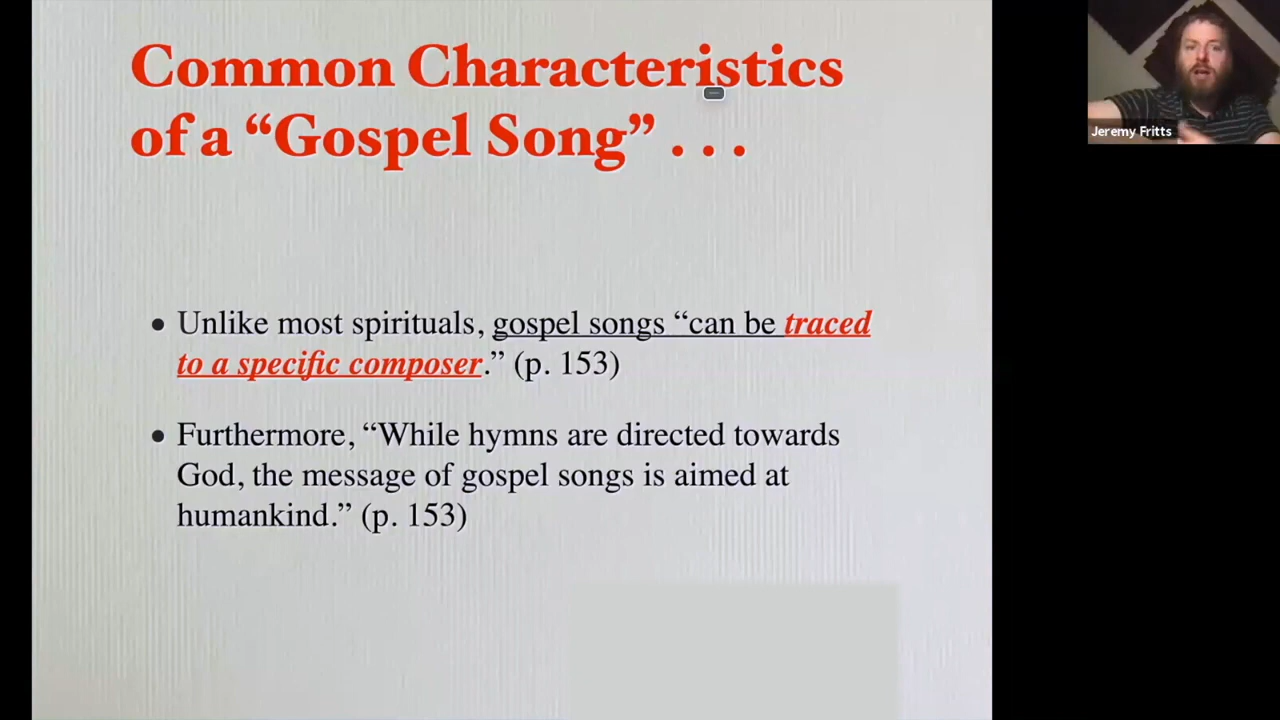 Common Characteristics
of a “Gospel Song” . . .
• Unlike most spirituals, gospel songs “can be traced
to a specific composer.” (p. 153)
• Furthermore, “While hymns are directed towards
God, the message of gospel songs is aimed at
humankind.” (p. 153)
Jeremy Fritts